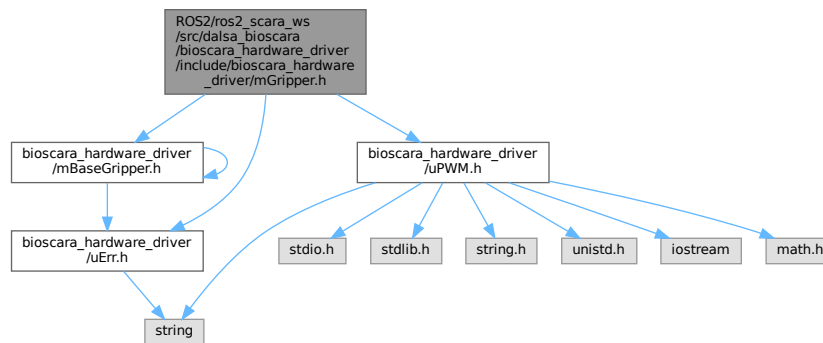 ROS2/ros2_scara_ws
/src/dalsa_bioscara
/bioscara_hardware_driver
/include/bioscara_hardware
_driver/mGripper.h
bioscara_hardware_driver
/mBaseGripper.h
bioscara_hardware_driver
/uPWM.h
bioscara_hardware_driver
/uErr.h
stdio.h
stdlib.h
string.h
unistd.h
iostream
math.h
string